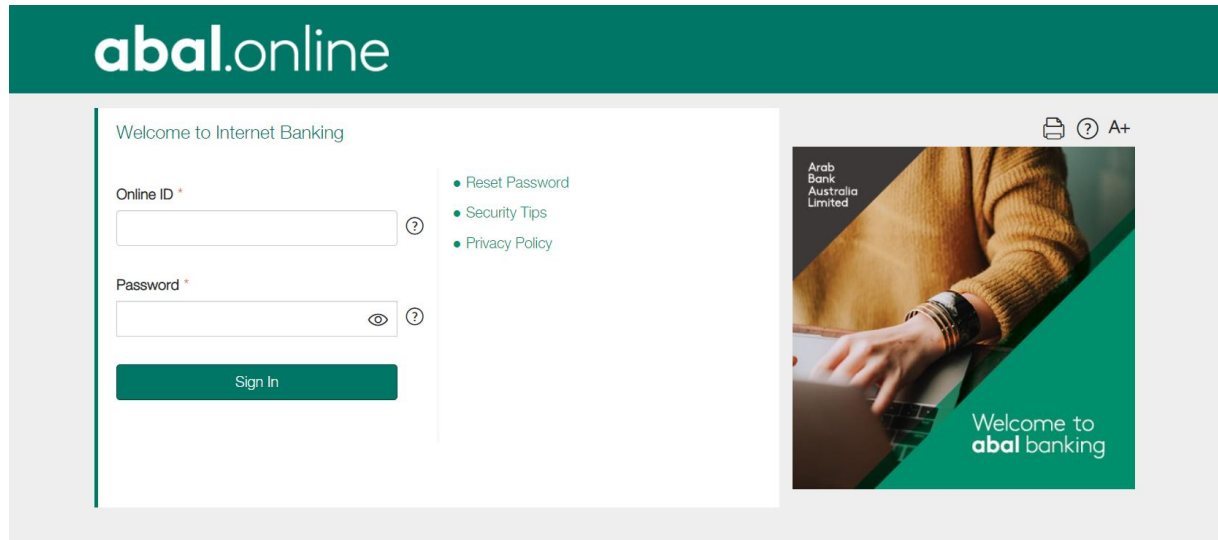 abal.online
Welcome to Internet Banking
Online ID *
Password *
Sign In
● Reset Password
● Security Tips
● Privacy Policy
A+
Arab
Bank
Australia
Limited
Welcome to
abal banking